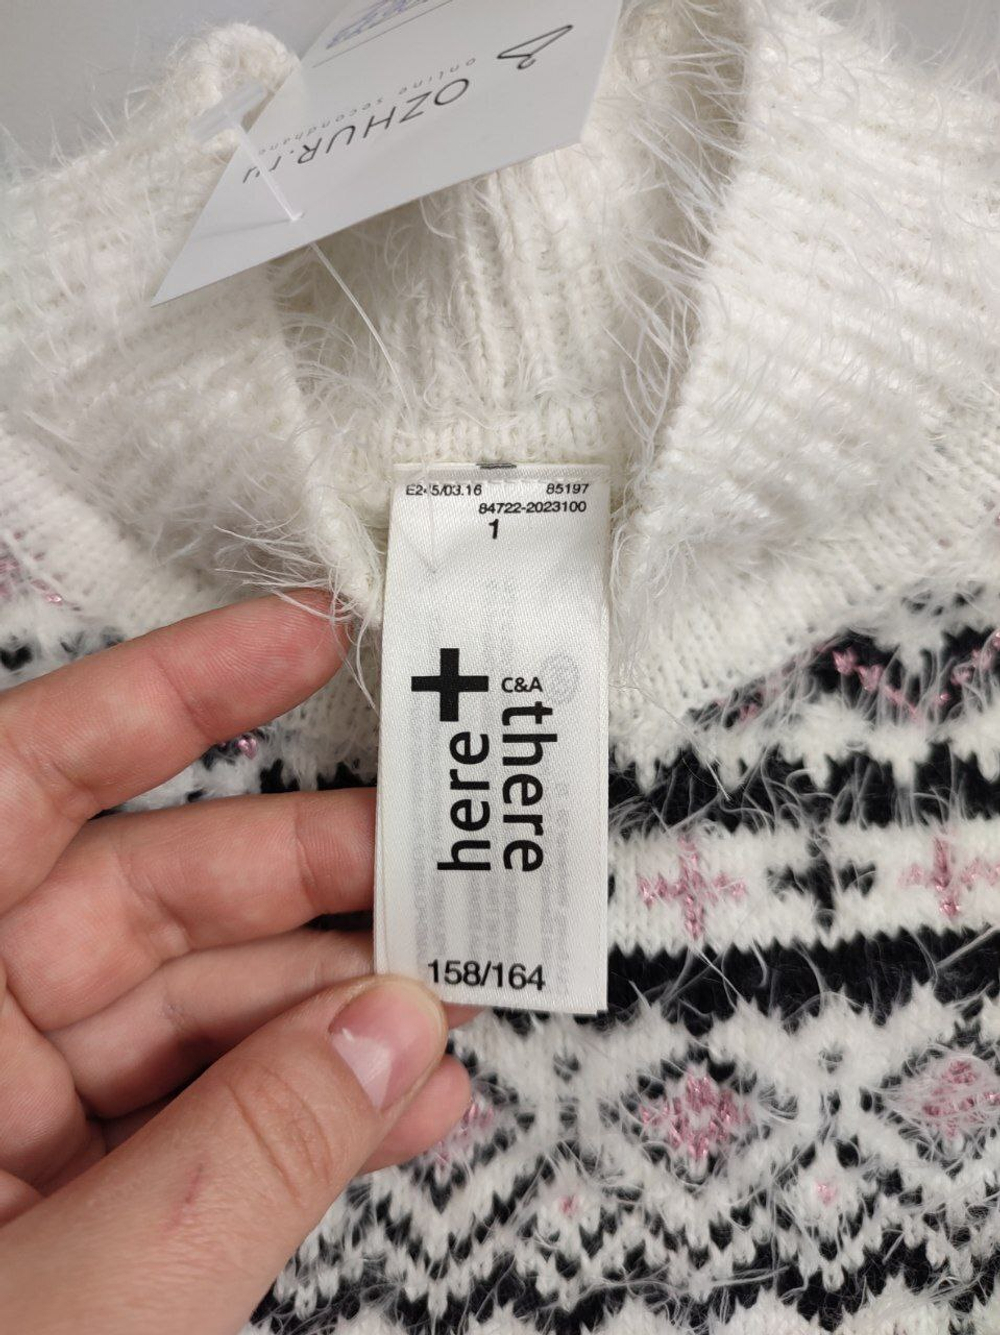 OZHUR.ru
online secondhand
E245/03.16
85197
84722-2023100
1
C&A
here + there
158/164